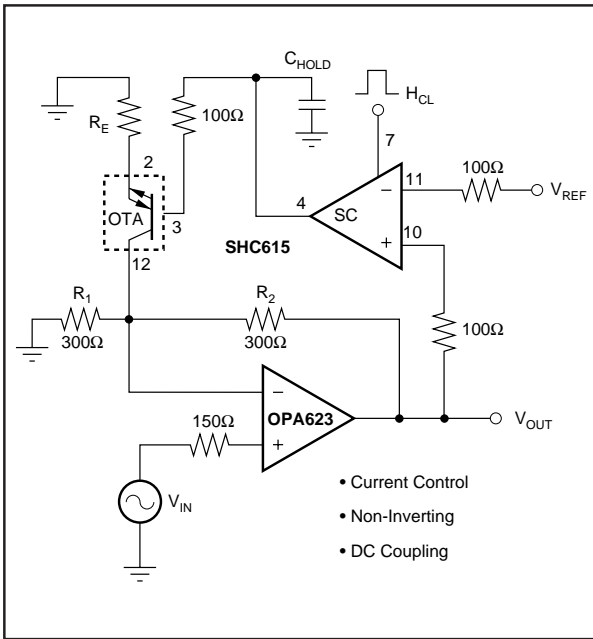 C_HOLD
H_CL
100Ω
R_E
7
2
100Ω
11
V_REF
4
SC
−
OTA
3
10
+
SHC615
12
R_1
R_2
100Ω
300Ω
300Ω
−
OPA623
V_OUT
150Ω
+
• Current Control
V_IN
• Non-Inverting
• DC Coupling